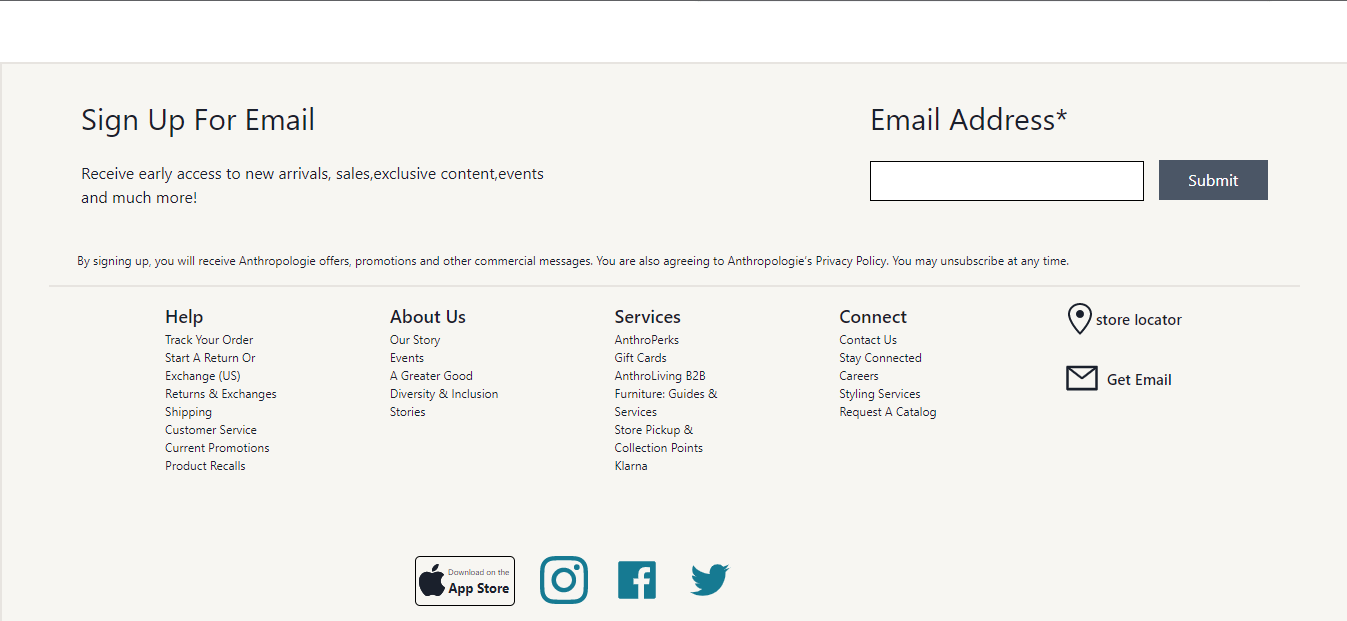 Sign Up For Email
Email Address*
Receive early access to new arrivals, sales,exclusive content,events
and much more!
Submit
By signing up, you will receive Anthropologie offers, promotions and other commercial messages. You are also agreeing to Anthropologie's Privacy Policy. You may unsubscribe at any time.
Help
Track Your Order
Start A Return Or
Exchange (US)
Returns & Exchanges
Shipping
Customer Service
Current Promotions
Product Recalls
About Us
Our Story
Events
A Greater Good
Diversity & Inclusion
Stories
Services
AnthroPerks
Gift Cards
AnthroLiving B2B
Furniture: Guides &
Services
Store Pickup &
Collection Points
Klarna
Connect
Contact Us
Stay Connected
Careers
Styling Services
Request A Catalog
store locator
Get Email
Download on the
App Store